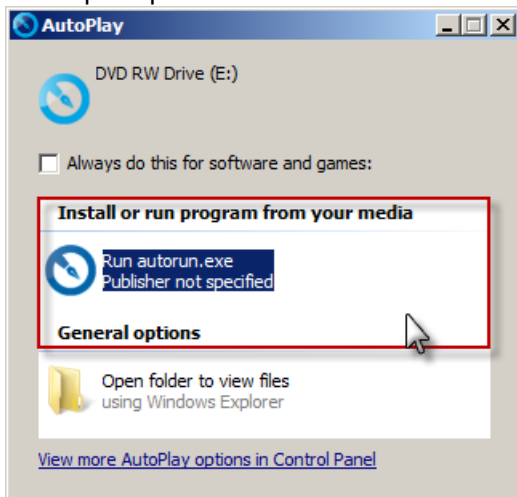 AutoPlay
DVD RW Drive (E:)
Always do this for software and games:
Install or run program from your media
Run autorun.exe
Publisher not specified
General options
Open folder to view files
using Windows Explorer
View more AutoPlay options in Control Panel